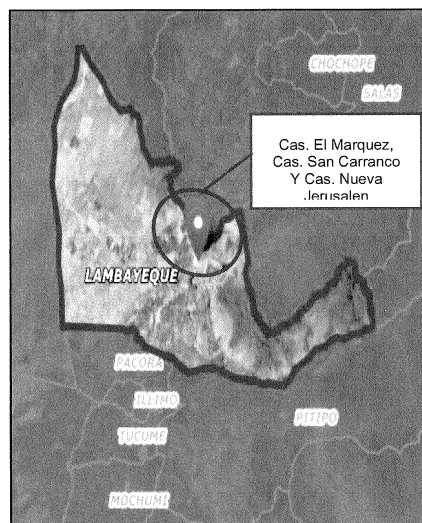 CHOCHOPE
SALAS
Cas. El Marquez,
Cas. San Carranco
Y Cas. Nueva
Jerusalen
LAMBAYEQUE
PACORA
ILLIMO
PITIPO
TUCUME
MOCHUMI